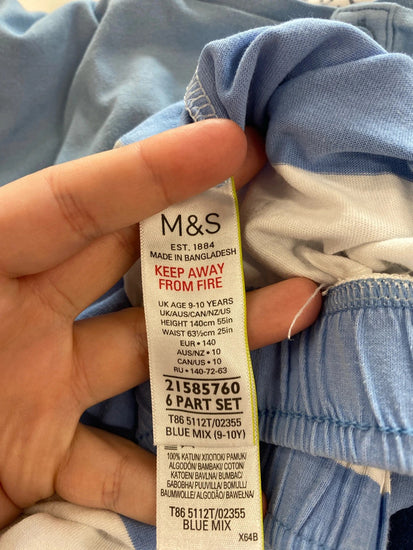 M&S
EST. 1884
MADE IN BANGLADESH
KEEP AWAY
FROM FIRE
UK AGE 9-10 YEARS
UK/AUS/CAN/NZ/US
HEIGHT 140cm 55in
WAIST 63½cm 25in
EUR • 140
AUS/NZ • 10
CAN/US • 10
RU • 140-72-63
21585760
6 PART SET
T86 5112T/02355
BLUE MIX (9-10Y)
100% KATUN/ ХЛОПОК/ PAMUK/
ALGODÓN/ BAMBAKI/ COTON/
KATOEN/ BAVLNA/ BUMBAC/
БАВОВНА/ PUUVILLA/ BOMULL/
BAUMWOLLE/ ALGODÃO/ BAWEŁNA/
T86 5112T/02355
BLUE MIX
X64B